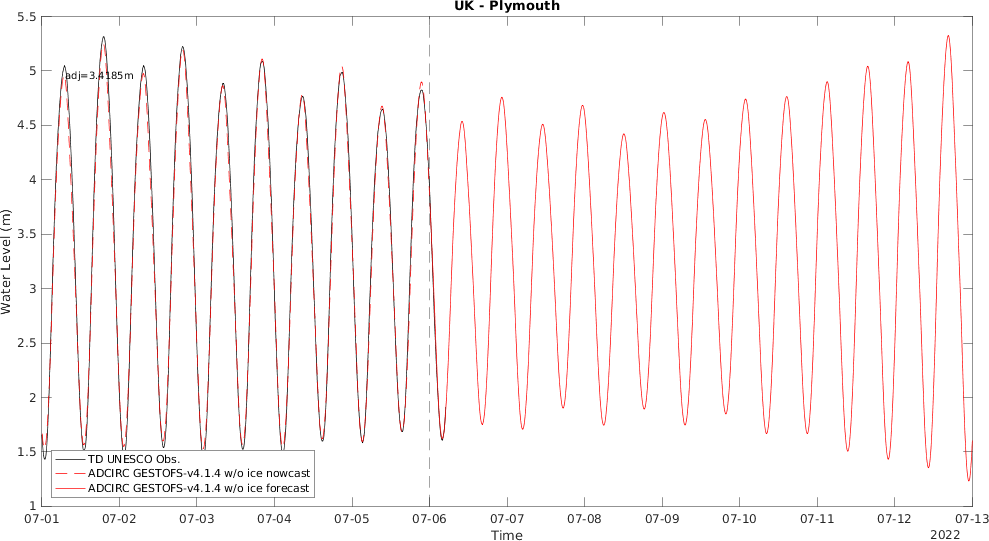 UK - Plymouth
5.5
5
4.5
4
3.5
3
2.5
2
1.5
1
Water Level (m)
adj=3.4185m
TD UNESCO Obs.
ADCIRC GESTOFS-v4.1.4 w/o ice nowcast
ADCIRC GESTOFS-v4.1.4 w/o ice forecast
07-01 07-02 07-03 07-04 07-05 07-06 07-07 07-08 07-09 07-10 07-11 07-12 07-13
Time
2022